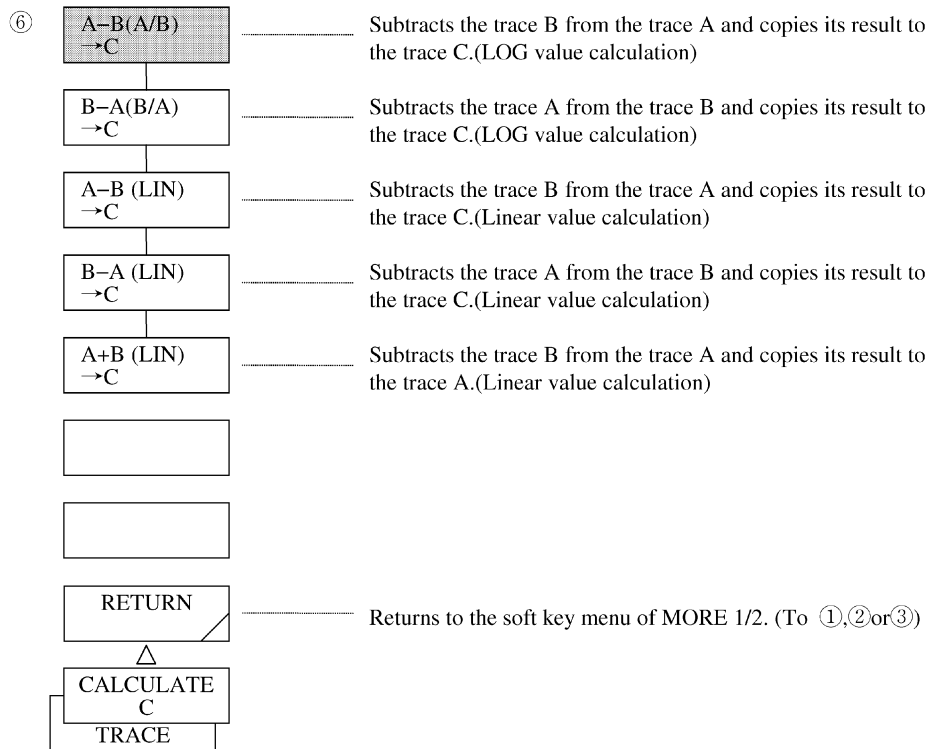 ⑥
A−B(A/B)
→C
Subtracts the trace B from the trace A and copies its result to
the trace C.(LOG value calculation)
B−A(B/A)
→C
Subtracts the trace A from the trace B and copies its result to
the trace C.(LOG value calculation)
A−B (LIN)
→C
Subtracts the trace B from the trace A and copies its result to
the trace C.(Linear value calculation)
B−A (LIN)
→C
Subtracts the trace A from the trace B and copies its result to
the trace C.(Linear value calculation)
A+B (LIN)
→C
Subtracts the trace B from the trace A and copies its result to
the trace A.(Linear value calculation)
RETURN
Returns to the soft key menu of MORE 1/2. (To ①,②or③)
CALCULATE
C
TRACE